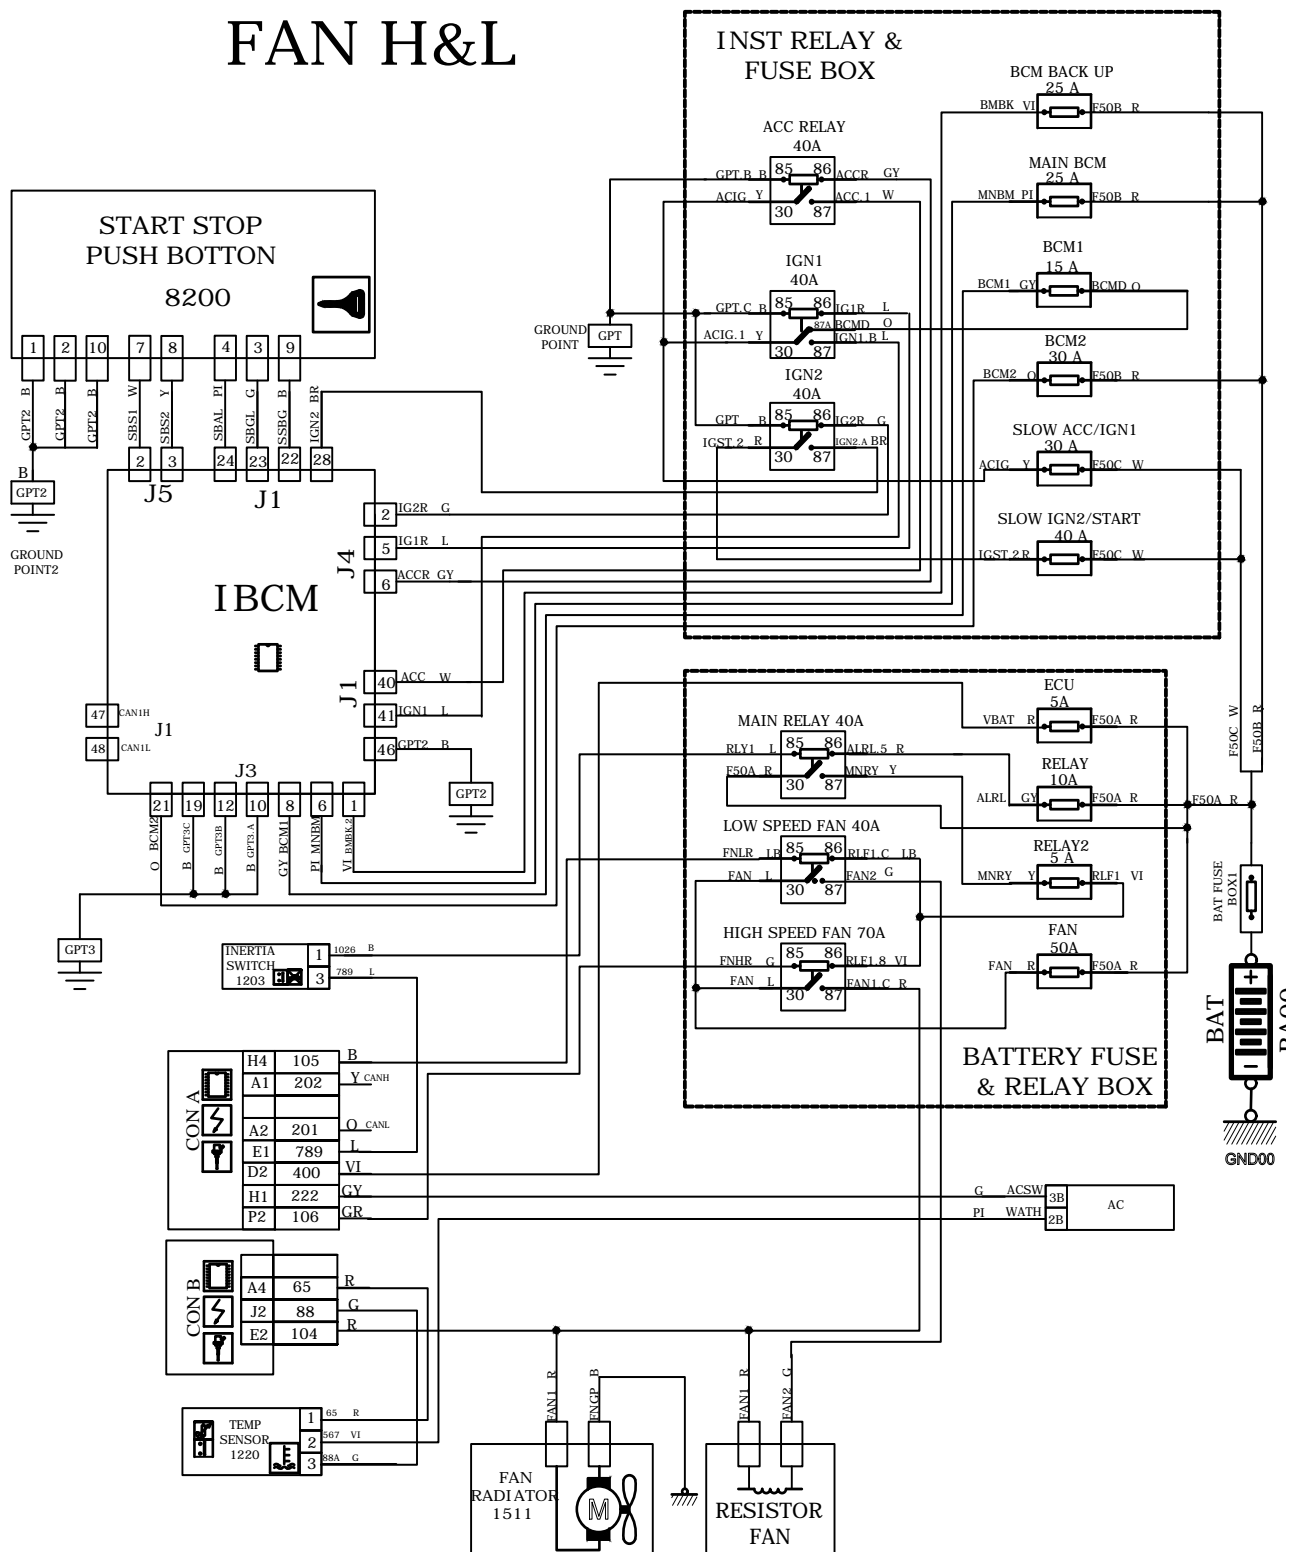 FAN H&L
INST RELAY &
FUSE BOX
BCM BACK UP
25 A
BMBK VI
F50B R
ACC RELAY
40A
85 86
GPT.B B
ACCR GY
ACIG Y
ACC.1 W
30 87
MAIN BCM
25 A
MNBM PI
F50B R
START STOP
PUSH BOTTON
8200
IGN1
40A
85 86
GPT.C B
IG1R L
87A BCMD O
ACIG.1 Y
IGN1.B L
30 87
BCM1
15 A
BCM1 GY
BCMD O
GROUND
POINT
GPT
BCM2
30 A
BCM2 O
F50B R
IGN2
40A
85 86
GPT B
IG2R G
IGST.2 R
IGN2.A BR
30 87
SLOW ACC/IGN1
30 A
ACIG Y
F50C W
SLOW IGN2/START
40 A
IGST.2 R
F50C W
1 2 10 7 8 4 3 9
GPT2 B
GPT2 B
GPT2 B
SBS1 W
SBS2 Y
SBAL PI
SBGL G
SSBG B
IGN2 BR
B
GPT2
GROUND
POINT2
2 3 24 23 22 28
J5
J1
2 IG2R G
5 IG1R L
6 ACCR GY
J4
IBCM
J1
40 ACC W
41 IGN1 L
46 GPT2 B
GPT2
47 CAN1H
J1
48 CAN1L
J3
21 19 12 10 8 6 1
O BCM2
B GPT3C
B GPT3B
B GPT3.A
GY BCM1
PI MNBM
VI BMBK.2
GPT3
ECU
5A
VBAT R
F50A R
MAIN RELAY 40A
85 86
RLY1 L
ALRL.5 R
F50A R
MNRY Y
30 87
RELAY
10A
ALRL GY
F50A R
F50A R
F50C W
F50B R
LOW SPEED FAN 40A
85 86
FNLR LB
RLF1.C LB
FAN L
FAN2 G
30 87
RELAY2
5 A
MNRY Y
RLF1 VI
BAT FUSE
BOX1
HIGH SPEED FAN 70A
85 86
FNHR G
RLF1.8 VI
FAN L
FAN1.C R
30 87
FAN
50A
FAN R
F50A R
BATTERY FUSE
& RELAY BOX
BAT
GND00
INERTIA
SWITCH
1203
1 1026 B
3 789 L
CON A
H4 105 B
A1 202 Y CANH
A2 201 O CANL
E1 789 L
D2 400 VI
H1 222 GY
P2 106 GR
G ACSW 3B
PI WATH 2B
AC
CON B
A4 65 R
J2 88 G
E2 104 R
TEMP
SENSOR
1220
1 65 R
2 567 VI
3 88A G
FAN1 R
FNGP B
FAN1 R
FAN2 G
FAN
RADIATOR
1511
M
RESISTOR
FAN